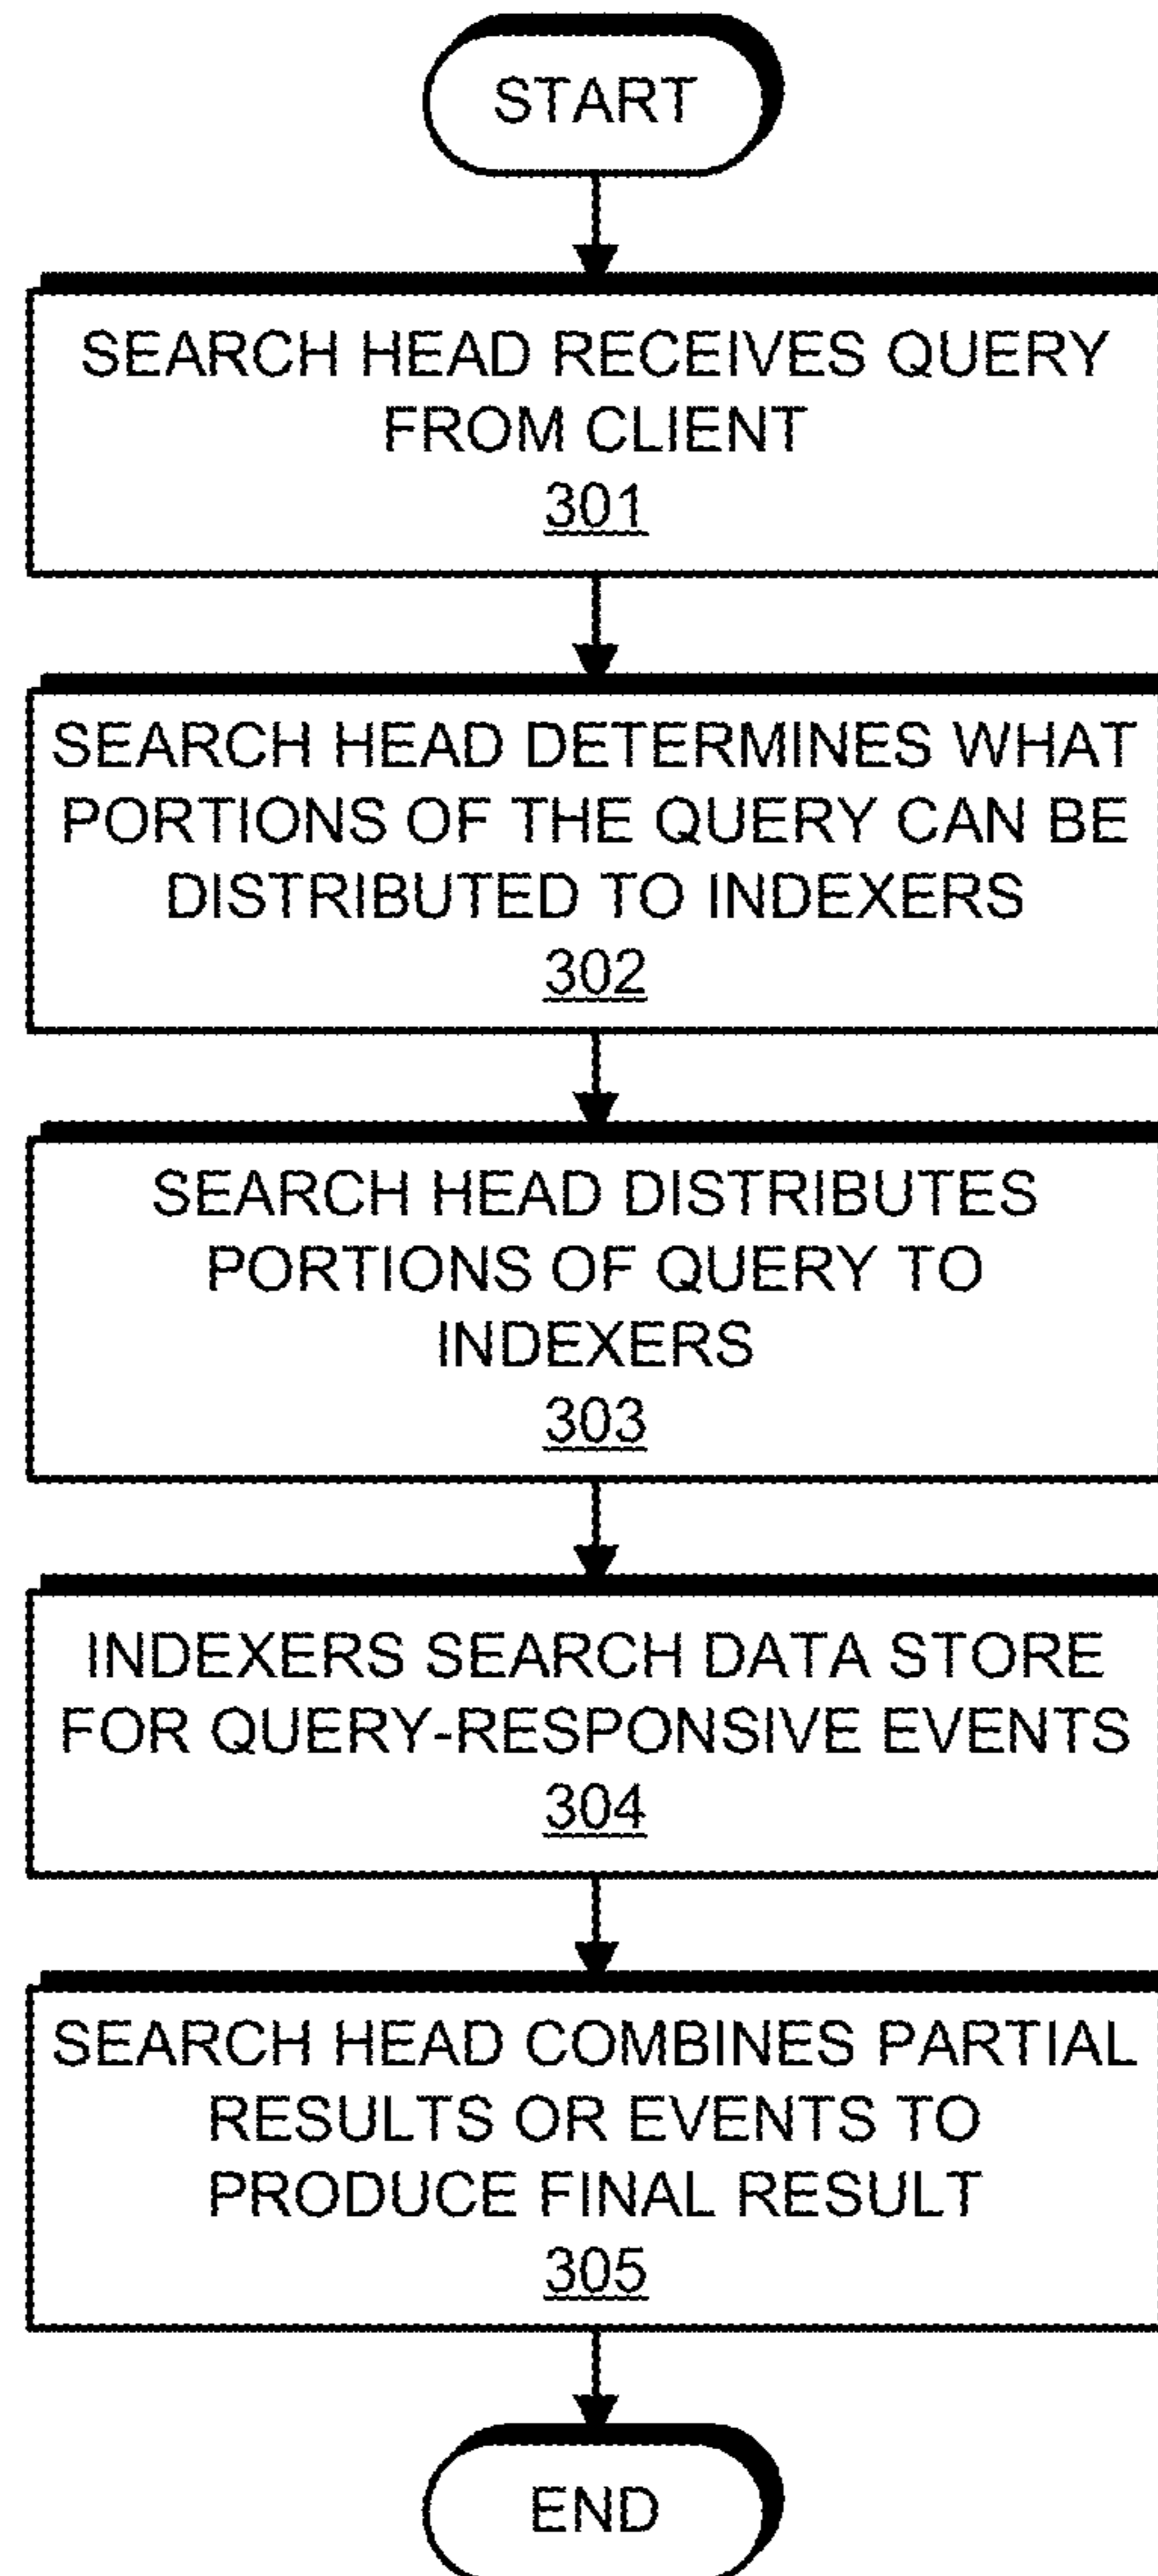 START
SEARCH HEAD RECEIVES QUERY
FROM CLIENT
301
SEARCH HEAD DETERMINES WHAT
PORTIONS OF THE QUERY CAN BE
DISTRIBUTED TO INDEXERS
302
SEARCH HEAD DISTRIBUTES
PORTIONS OF QUERY TO
INDEXERS
303
INDEXERS SEARCH DATA STORE
FOR QUERY-RESPONSIVE EVENTS
304
SEARCH HEAD COMBINES PARTIAL
RESULTS OR EVENTS TO
PRODUCE FINAL RESULT
305
END